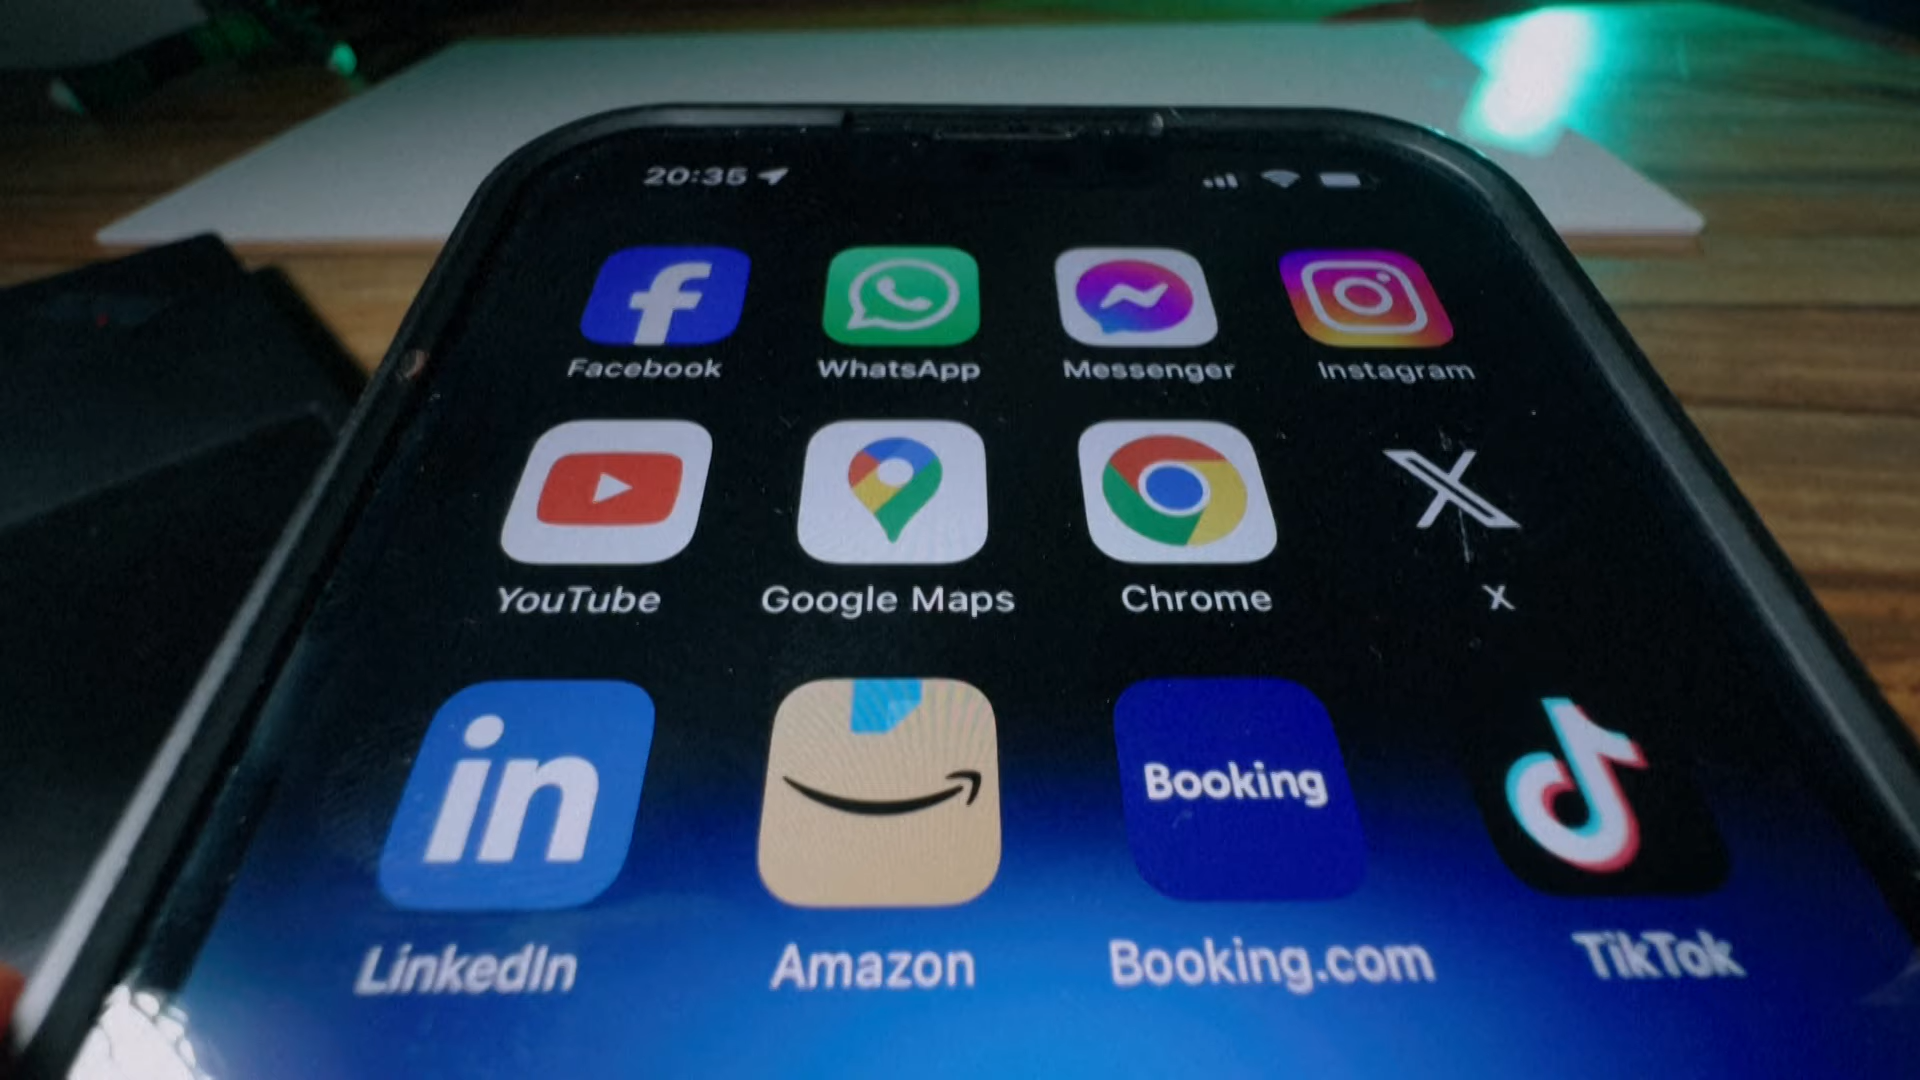 20:35
Facebook WhatsApp Messenger Instagram
YouTube Google Maps Chrome X
in Booking
LinkedIn Amazon Booking.com TikTok